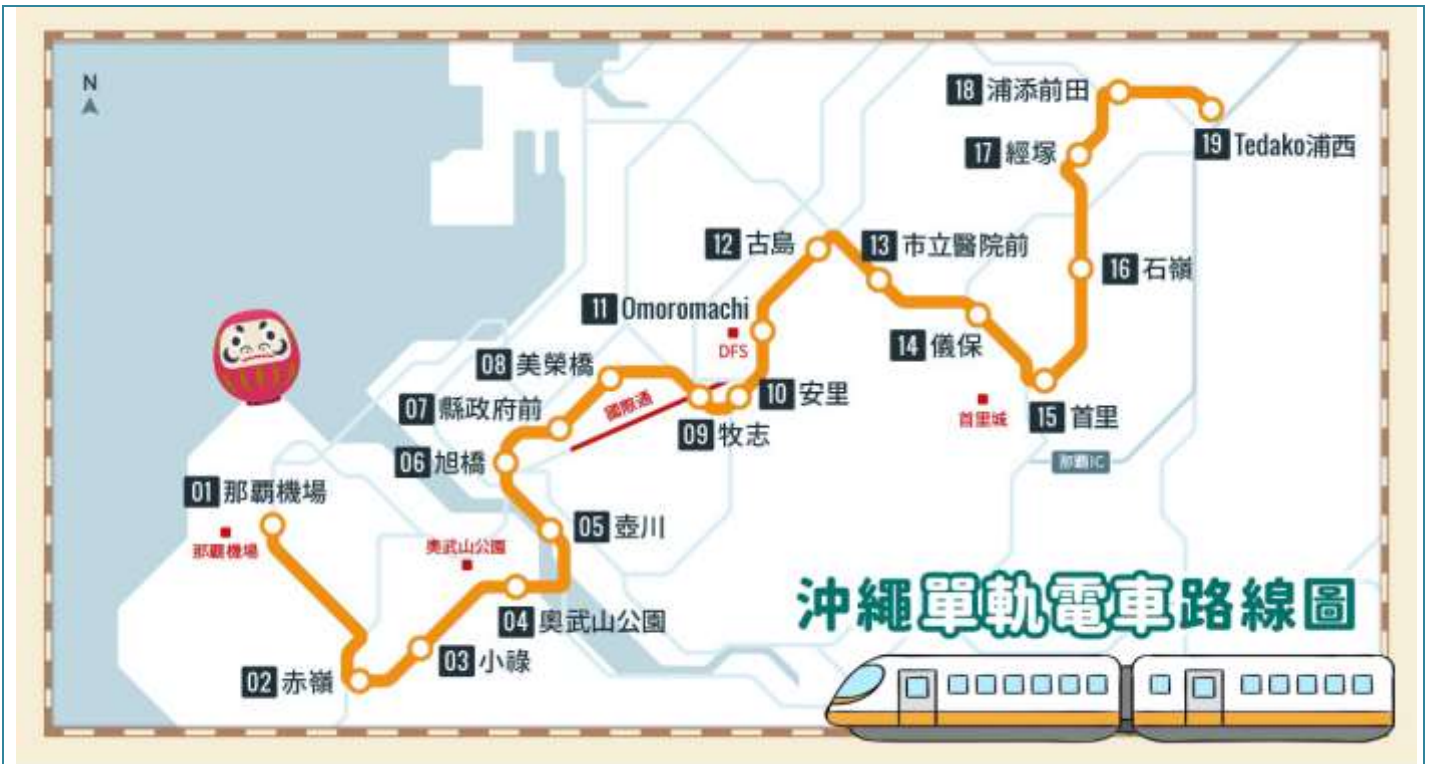 N
18 浦添前田
19 Tedako浦西
17 經塚
12 古島
13 市立醫院前
16 石嶺
11 Omoromachi
DFS
14 儀保
08 美榮橋
10 安里
07 縣政府前
國際通
09 牧志
首里城
15 首里
06 旭橋
那霸IC
01 那霸機場
那霸機場
05 壺川
奧武山公園
04 奧武山公園
03 小祿
02 赤嶺
沖繩單軌電車路線圖